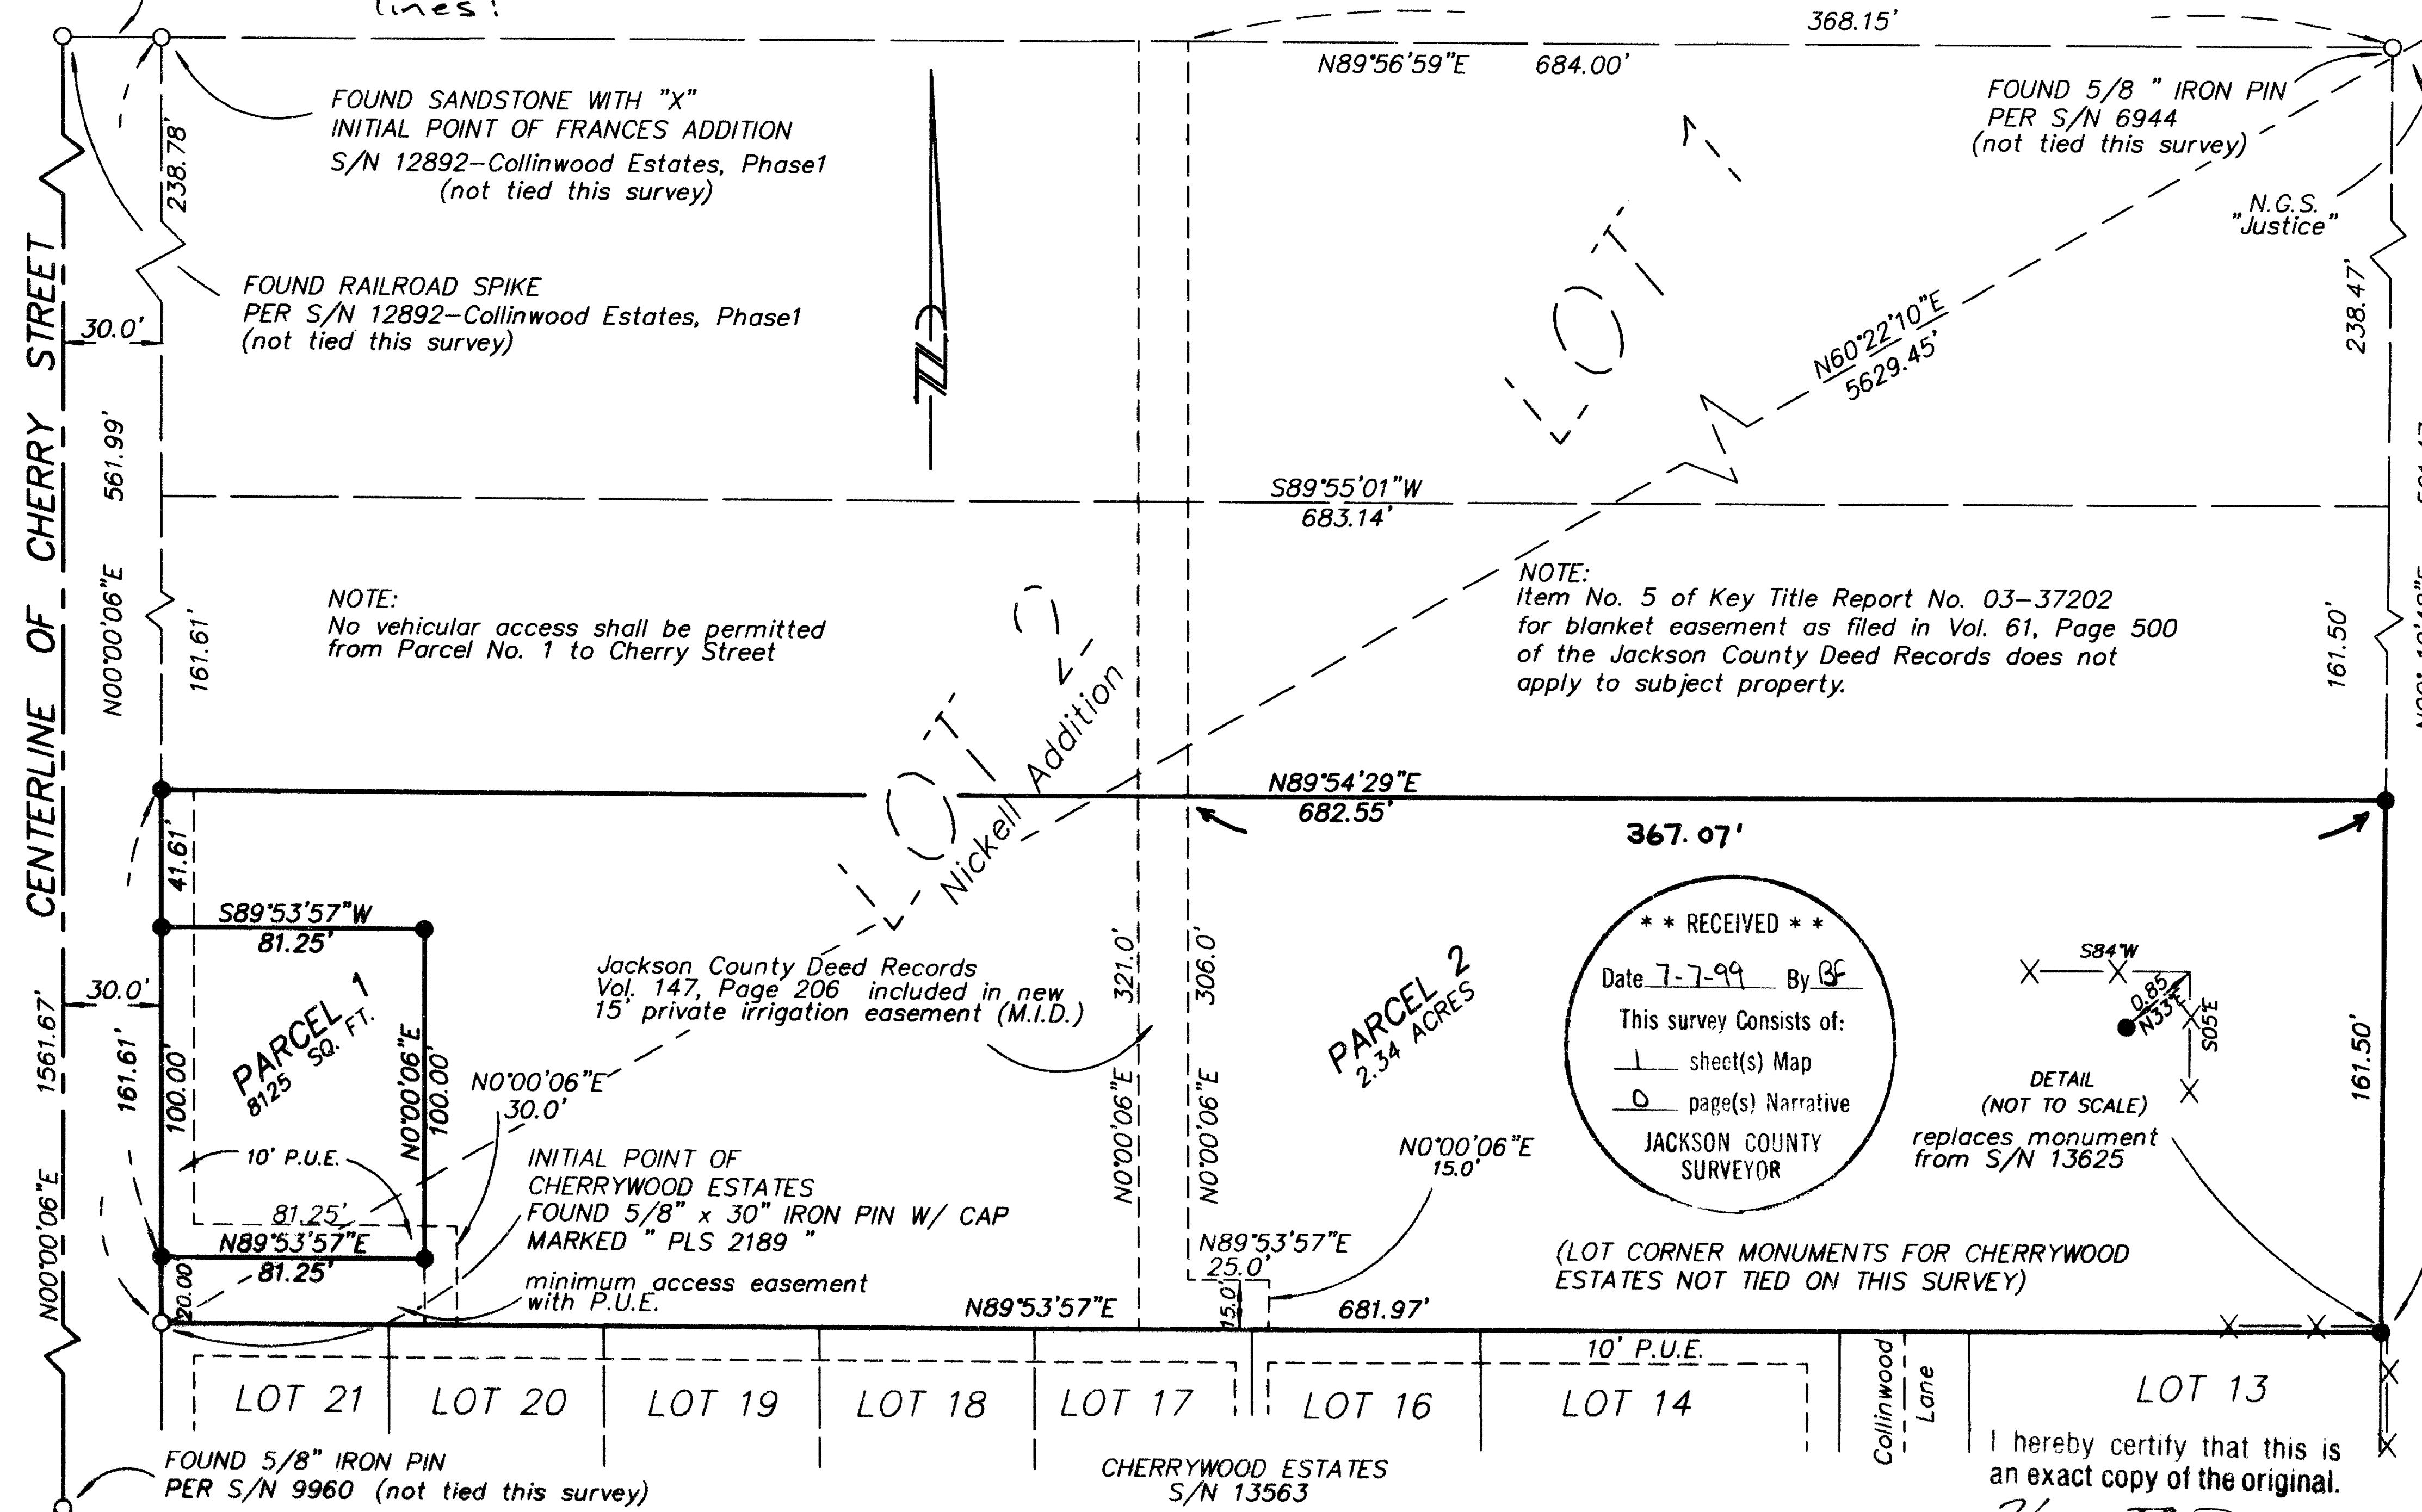 lines!
368.15'
N89°56'59"E 684.00'
FOUND SANDSTONE WITH "X"
INITIAL POINT OF FRANCES ADDITION
S/N 12892-Collinwood Estates, Phase1
(not tied this survey)
238.78'
FOUND 5/8 " IRON PIN
PER S/N 6944
(not tied this survey)
"N.G.S.
"Justice"
238.47'
FOUND RAILROAD SPIKE
PER S/N 12892-Collinwood Estates, Phase1
(not tied this survey)
30.0'
CENTERLINE OF CHERRY STREET
LOT 1
N60°22'10"E
5629.45'
N00°00'06"E 561.99'
S89°55'01"W
683.14'
NOTE:
No vehicular access shall be permitted
from Parcel No. 1 to Cherry Street
161.61'
NOTE:
Item No. 5 of Key Title Report No. 03-37202
for blanket easement as filed in Vol. 61, Page 500
of the Jackson County Deed Records does not
apply to subject property.
161.50'
LOT 2
Nickell Addition
N89°54'29"E
682.55'
367.07'
41.61'
S89°53'57"W
81.25'
30.0'
N00°00'06"E 1561.67'
161.61'
100.00'
PARCEL 1
8125 SQ. FT.
N0°00'06"E
100.00'
10' P.U.E.
81.25'
N89°53'57"E
81.25'
20.00
Jackson County Deed Records
Vol. 147, Page 206 included in new
15' private irrigation easement (M.I.D.)
N0°00'06"E
30.0'
INITIAL POINT OF
CHERRYWOOD ESTATES
FOUND 5/8" x 30" IRON PIN W/ CAP
MARKED " PLS 2189 "
minimum access easement
with P.U.E.
N0°00'06"E 321.0'
N0°00'06"E 306.0'
PARCEL 2
2.34 ACRES
N0°00'06"E
15.0'
N89°53'57"E
25.0'
15.0'
N89°53'57"E 681.97'
* * RECEIVED * *
Date 7-7-99 By BF
This survey Consists of:
1 sheet(s) Map
0 page(s) Narrative
JACKSON COUNTY
SURVEYOR
S84°W
0.85
N33°E
S05°E
DETAIL
(NOT TO SCALE)
replaces monument
from S/N 13625
161.50'
(LOT CORNER MONUMENTS FOR CHERRYWOOD
ESTATES NOT TIED ON THIS SURVEY)
10' P.U.E.
LOT 21
LOT 20
LOT 19
LOT 18
LOT 17
LOT 16
LOT 14
Collinwood
Lane
LOT 13
FOUND 5/8" IRON PIN
PER S/N 9960 (not tied this survey)
CHERRYWOOD ESTATES
S/N 13563
I hereby certify that this is
an exact copy of the original.